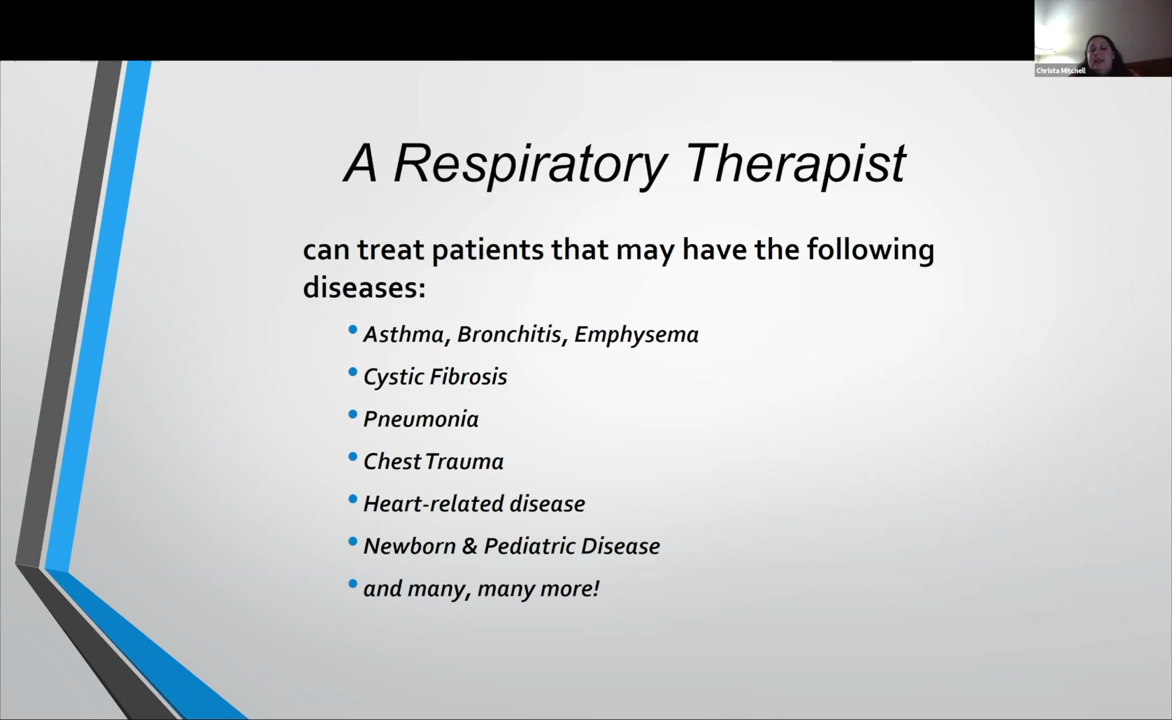 Christa Mitchell
A Respiratory Therapist
can treat patients that may have the following
diseases:
• Asthma, Bronchitis, Emphysema
• Cystic Fibrosis
• Pneumonia
• Chest Trauma
• Heart-related disease
• Newborn & Pediatric Disease
• and many, many more!